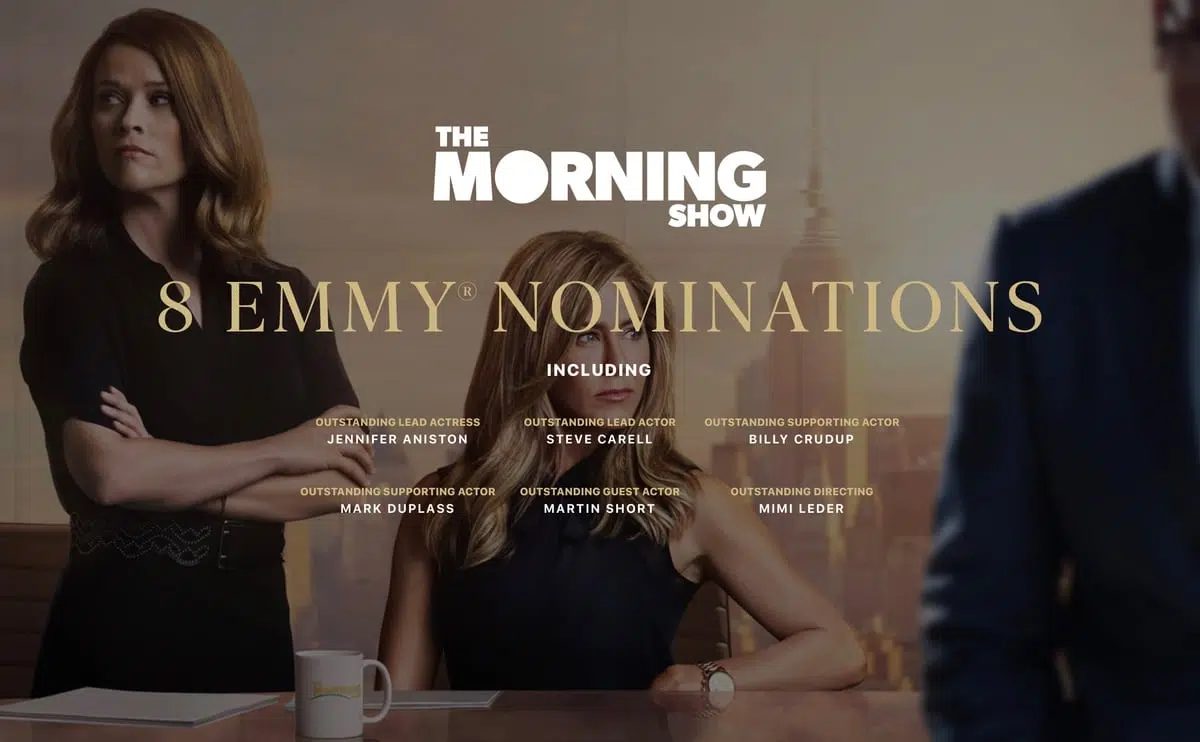 THE
MORNING
SHOW
8 EMMY® NOMINATIONS
INCLUDING
OUTSTANDING LEAD ACTRESS
JENNIFER ANISTON
OUTSTANDING LEAD ACTOR
STEVE CARELL
OUTSTANDING SUPPORTING ACTOR
BILLY CRUDUP
OUTSTANDING SUPPORTING ACTOR
MARK DUPLASS
OUTSTANDING GUEST ACTOR
MARTIN SHORT
OUTSTANDING DIRECTING
MIMI LEDER